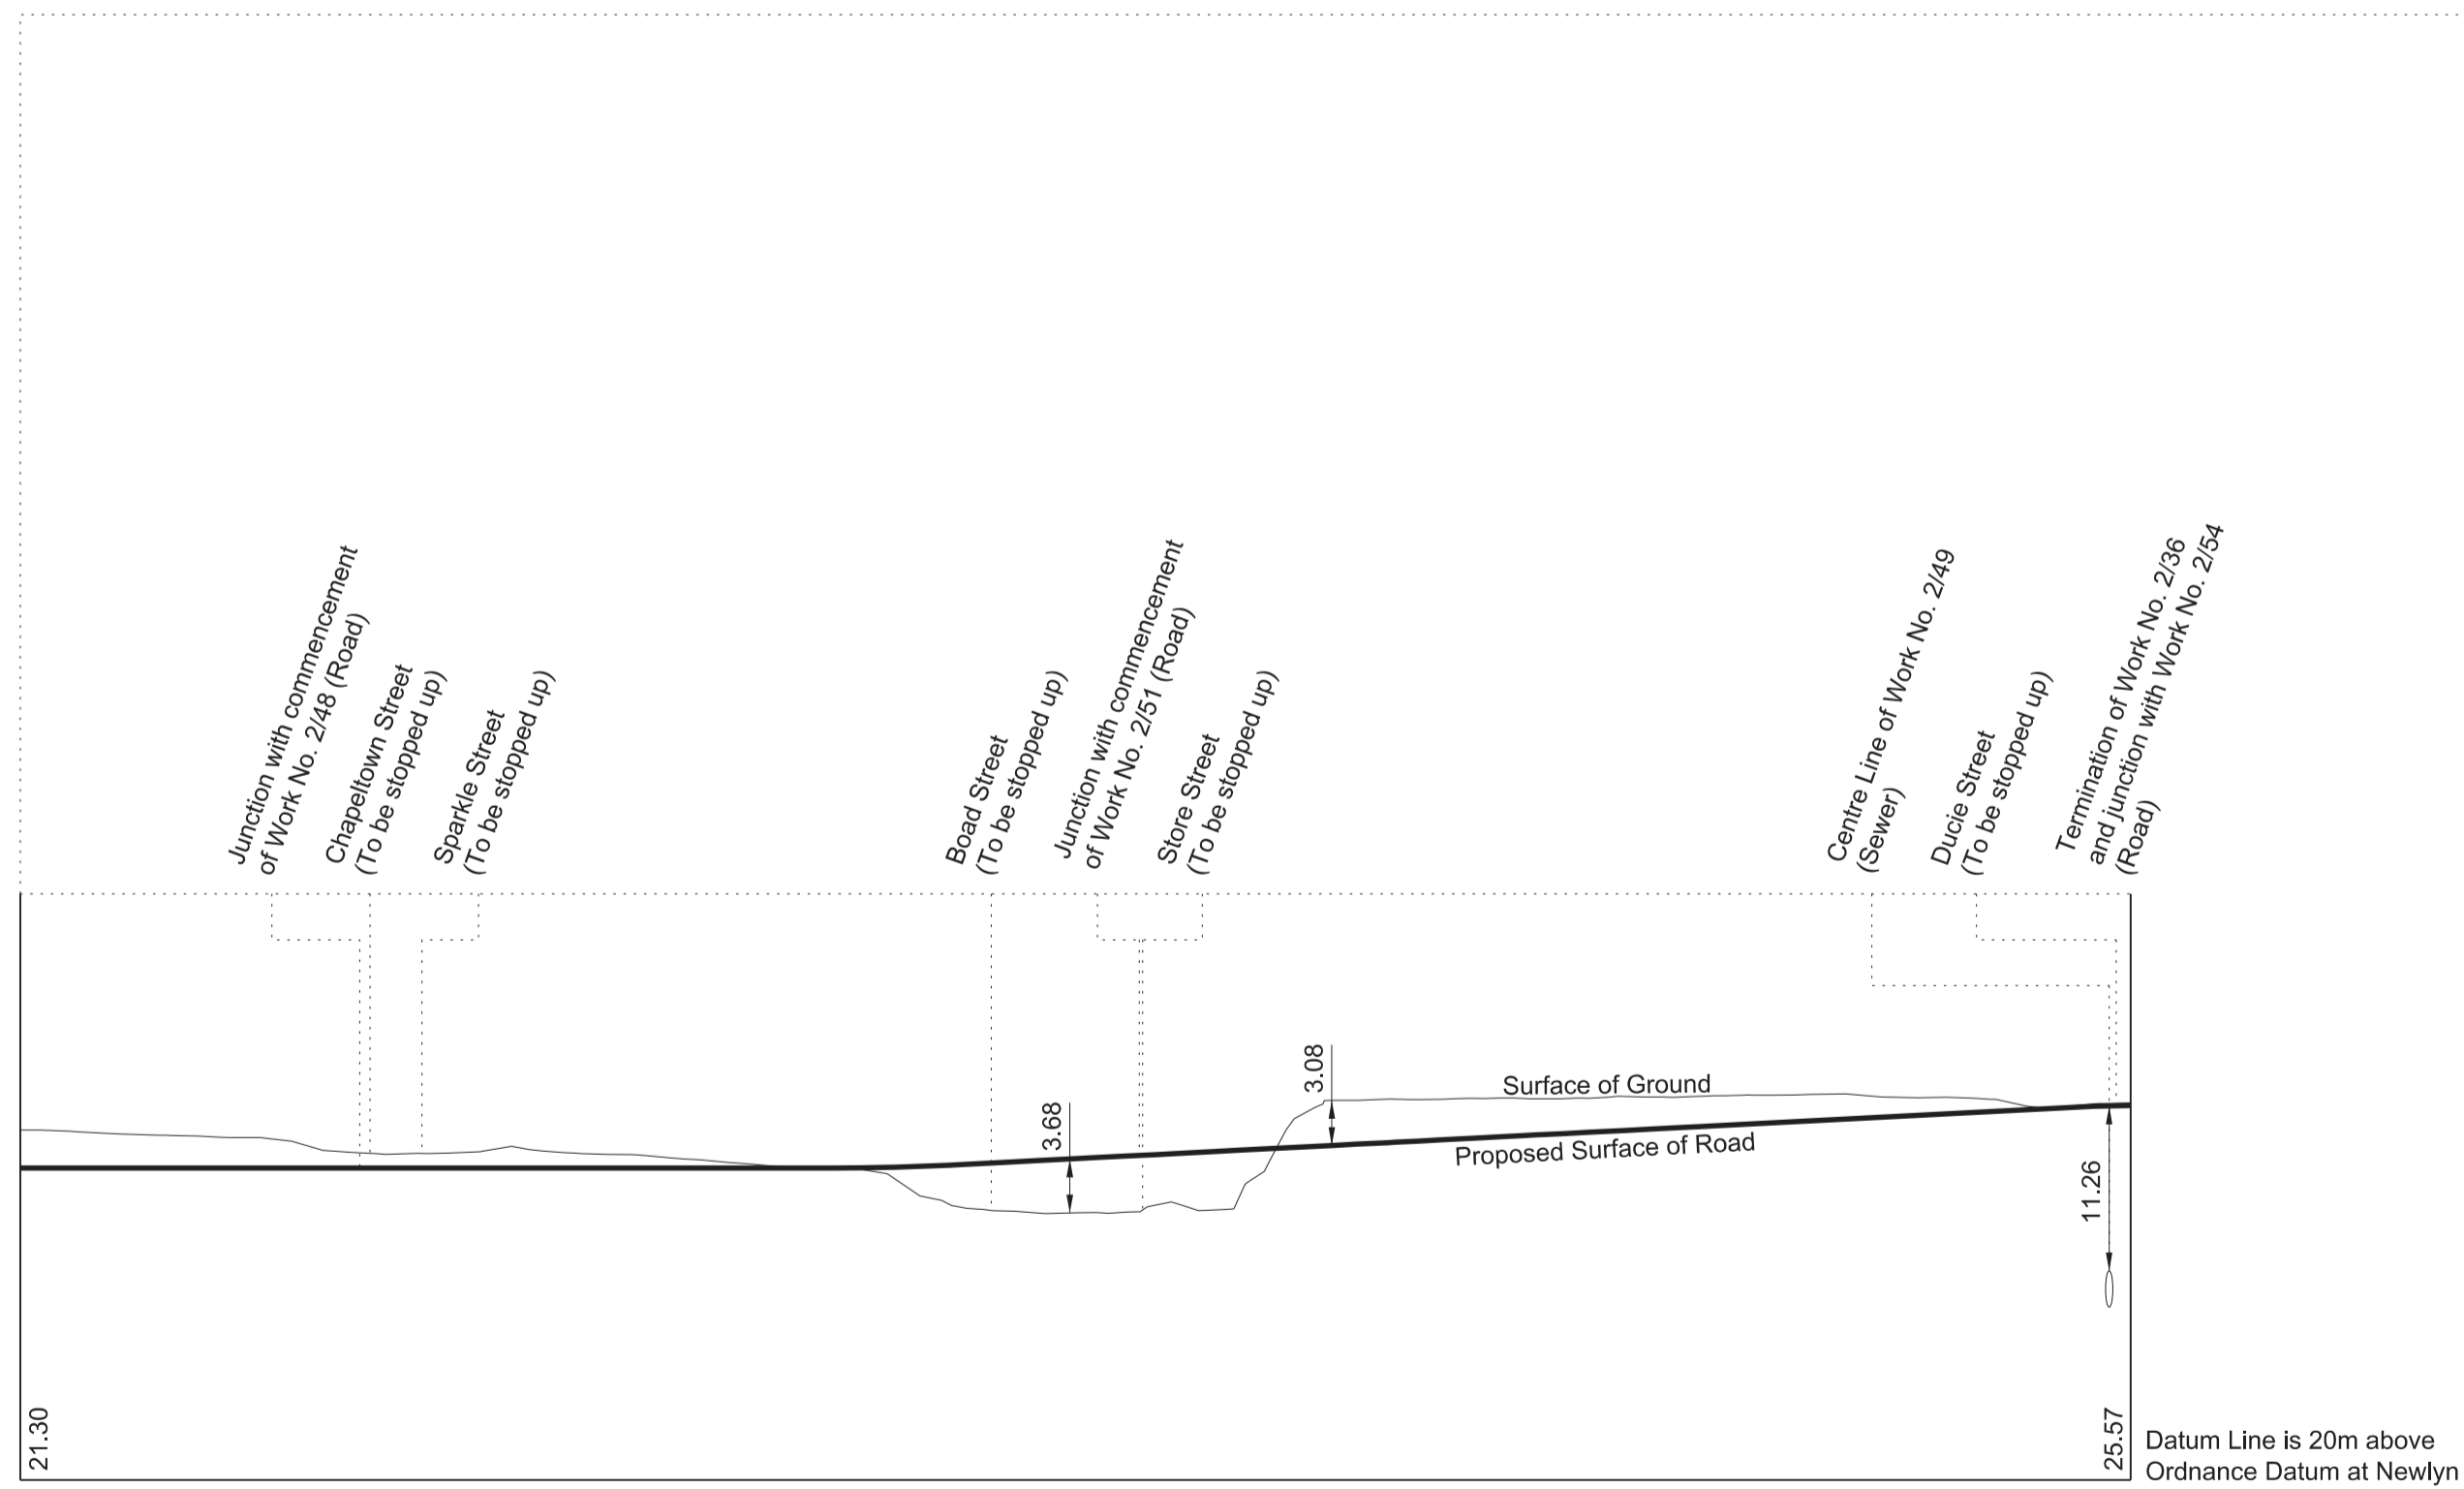 Junction with commencement
of Work No. 2/48 (Road)
Chapeltown Street
(To be stopped up)
Sparkle Street
(To be stopped up)
Boad Street
(To be stopped up)
Junction with commencement
of Work No. 2/51 (Road)
Store Street
(To be stopped up)
Centre Line of Work No. 2/49
(Sewer)
Ducie Street
(To be stopped up)
Termination of Work No. 2/36
and junction with Work No. 2/54
(Road)
3.68
3.08
Surface of Ground
Proposed Surface of Road
11.26
21.30
25.57
Datum Line is 20m above
Ordnance Datum at Newlyn